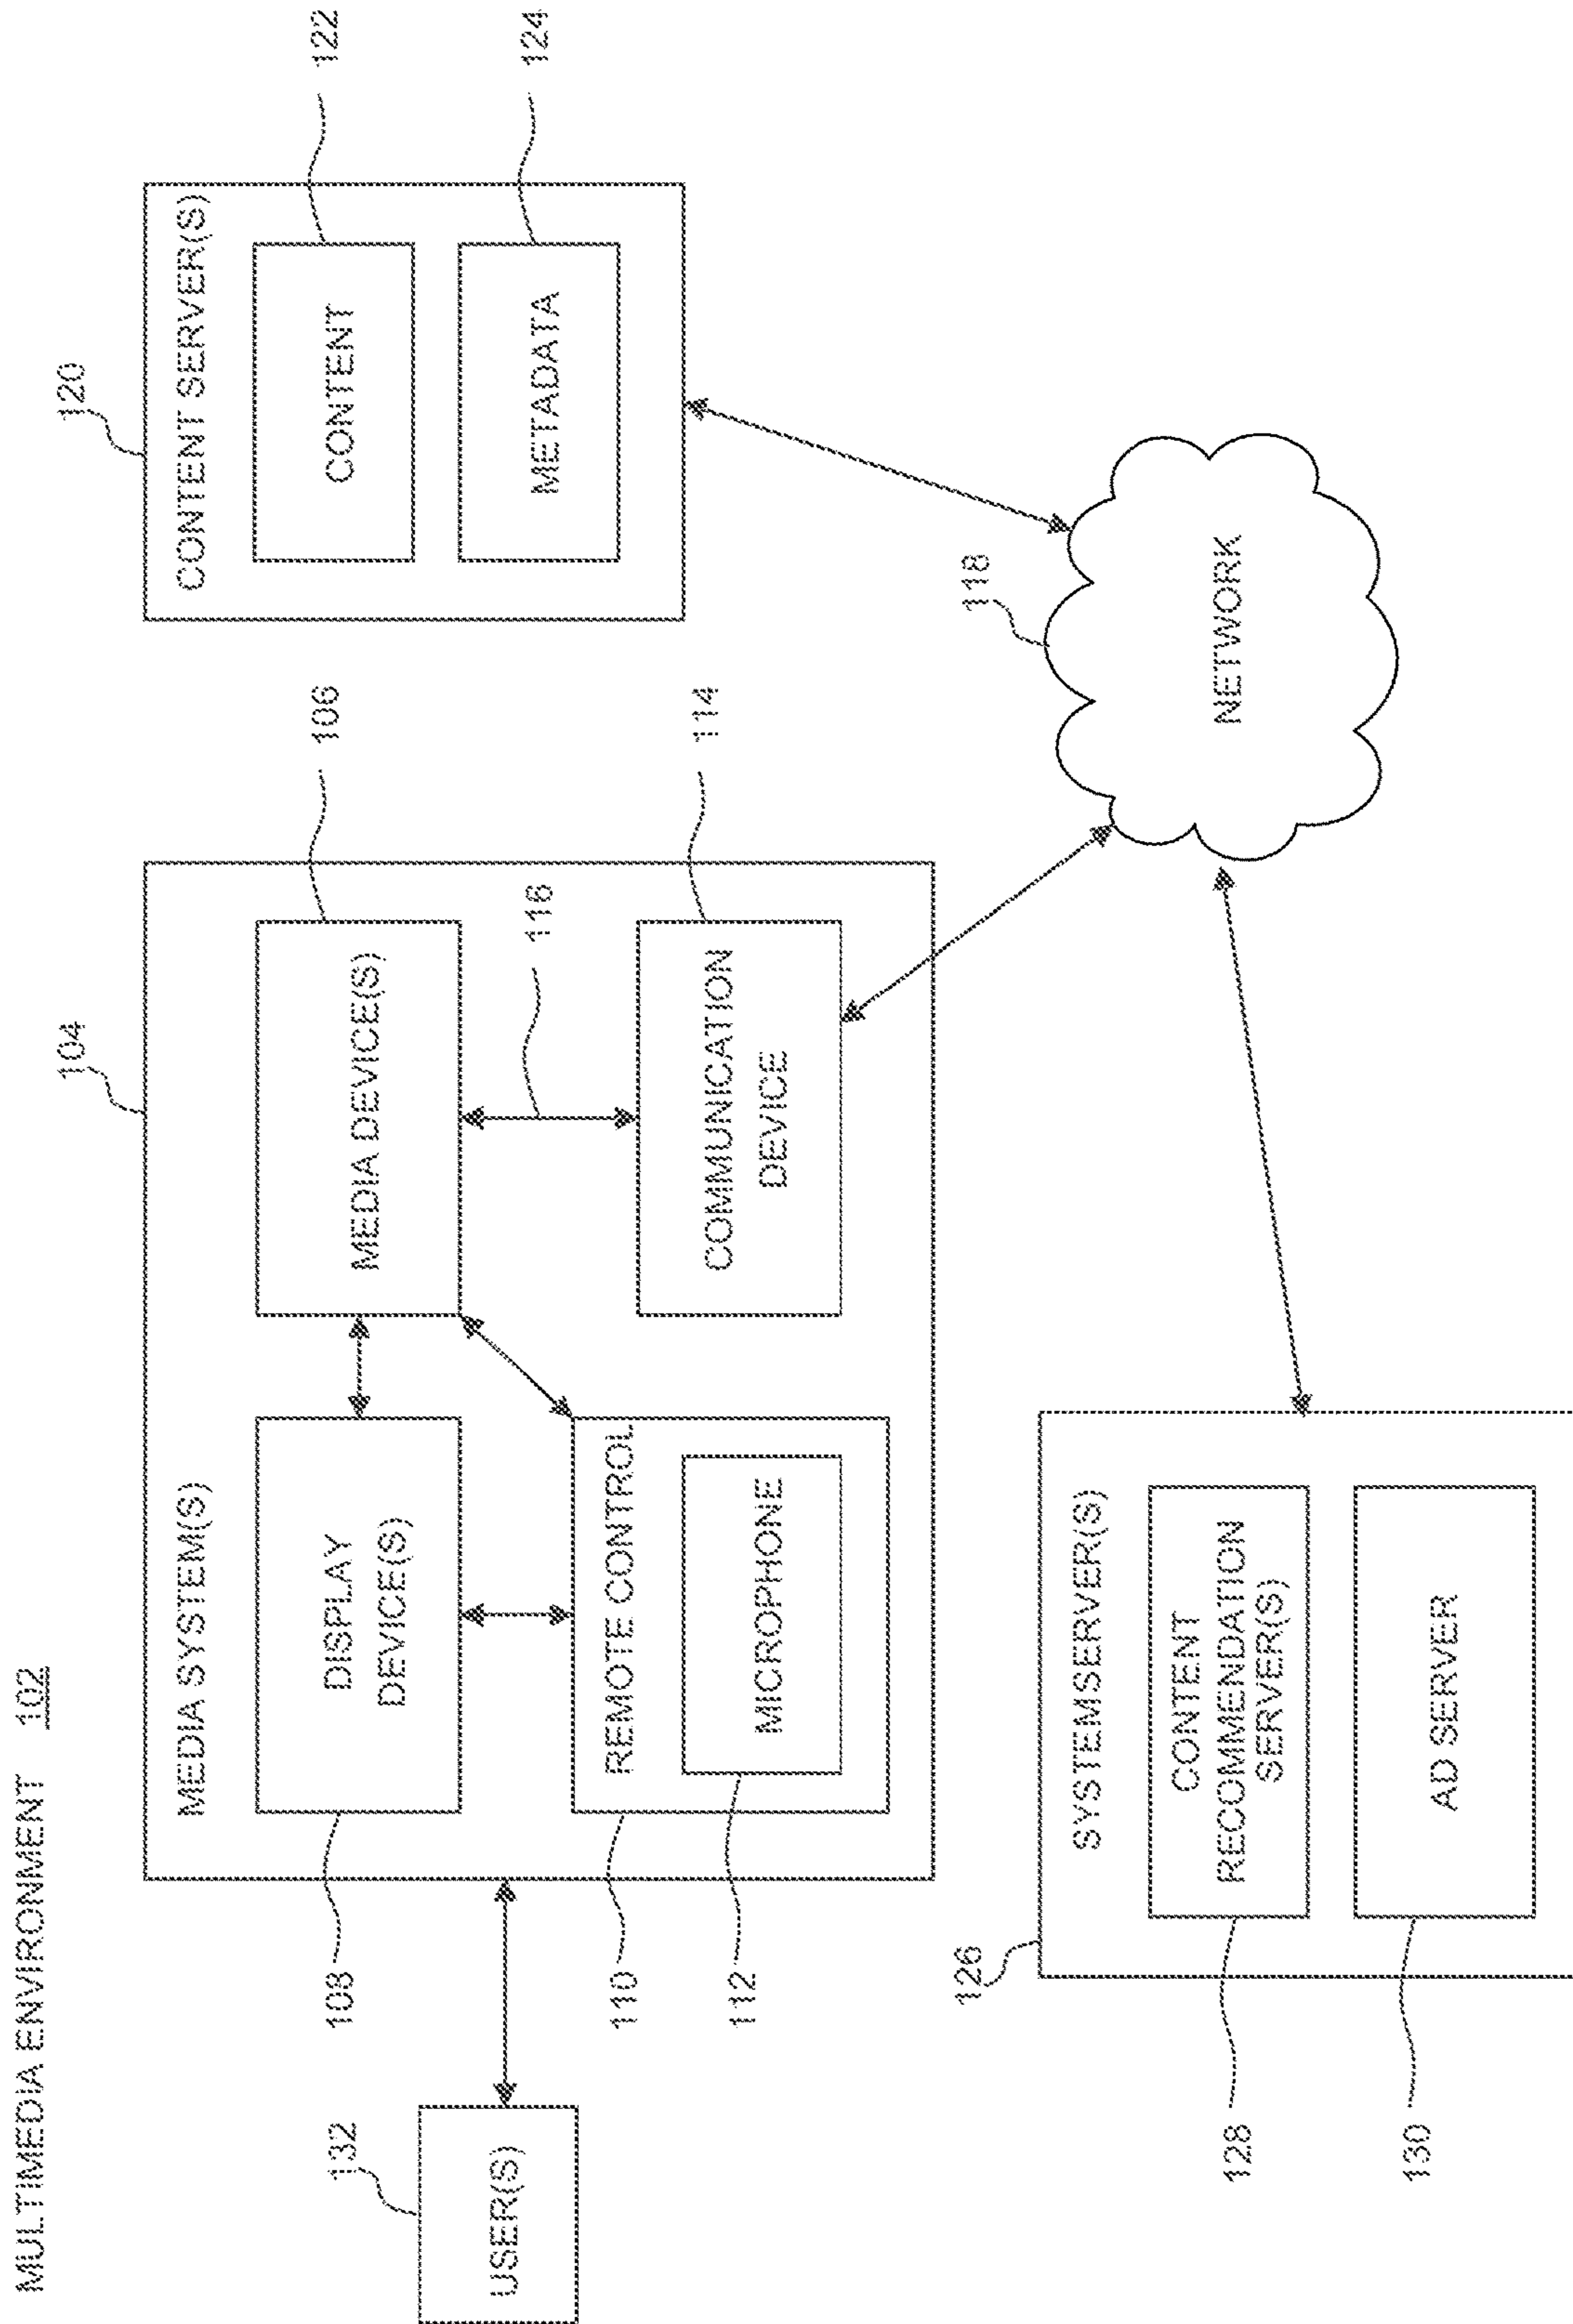 MULTIMEDIA ENVIRONMENT 102
104
MEDIA SYSTEM(S)
DISPLAY
DEVICE(S)
108
MEDIA DEVICE(S)
106
116
REMOTE CONTROL
110
MICROPHONE
112
COMMUNICATION
DEVICE
114
132
USER(S)
120
CONTENT SERVER(S)
CONTENT
122
METADATA
124
118
NETWORK
126
SYSTEM SERVER(S)
CONTENT
RECOMMENDATION
SERVER(S)
128
AD SERVER
130